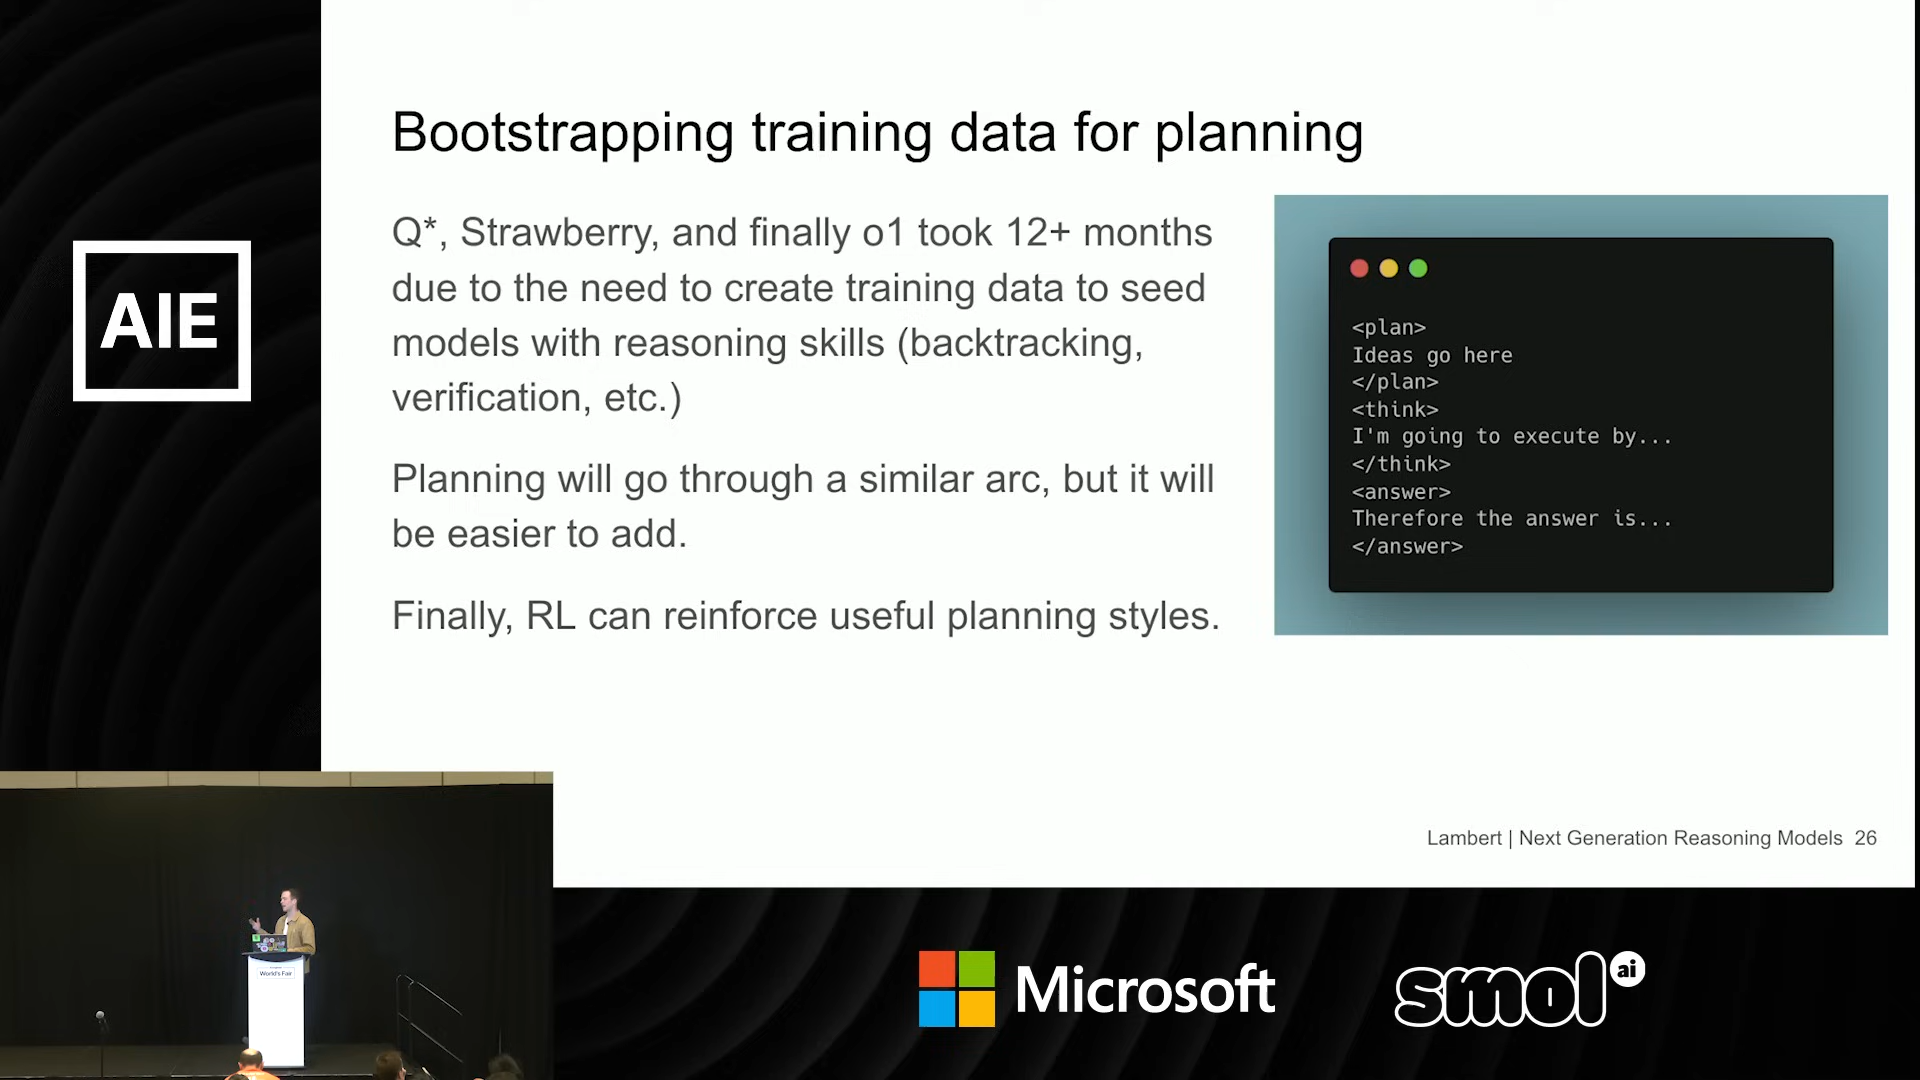 Bootstrapping training data for planning
Q*, Strawberry, and finally o1 took 12+ months
due to the need to create training data to seed
models with reasoning skills (backtracking,
verification, etc.)
Planning will go through a similar arc, but it will
be easier to add.
Finally, RL can reinforce useful planning styles.
<plan>
Ideas go here
</plan>
<think>
I'm going to execute by...
</think>
<answer>
Therefore the answer is...
</answer>
Lambert | Next Generation Reasoning Models 26
AIE
World's Fair
Microsoft
smol ai